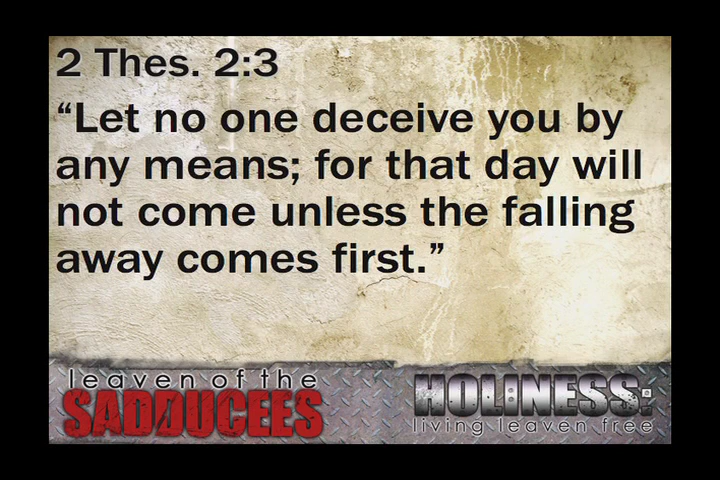 2 Thes. 2:3
“Let no one deceive you by
any means; for that day will
not come unless the falling
away comes first.”
leaven of the
SADDUCEES
HOLINESS:
living leaven free